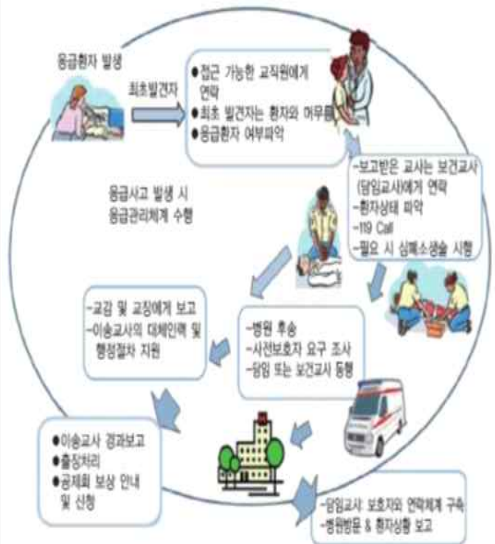 응급환자 발생
최초발견자
●접근 가능한 교직원에게
연락
●최초 발견자는 환자와 머무름
●응급환자 여부파악
-보고받은 교사는 보건교사
(담임교사)에게 연락
-환자상태 파악
-119 Call
-필요 시 심폐소생술 시행
응급사고 발생 시
응급관리체계 수행
-교감 및 교장에게 보고
-이송교사의 대체인력 및
행정절차 지원
-병원 후송
-사전보호자 요구 조사
-담임 또는 보건교사 동행
●이송교사 경과보고
●출장처리
●공제회 보상 안내
및 신청
-담임교사: 보호자와 연락체계 구축
-병원방문 & 환자상황 보고